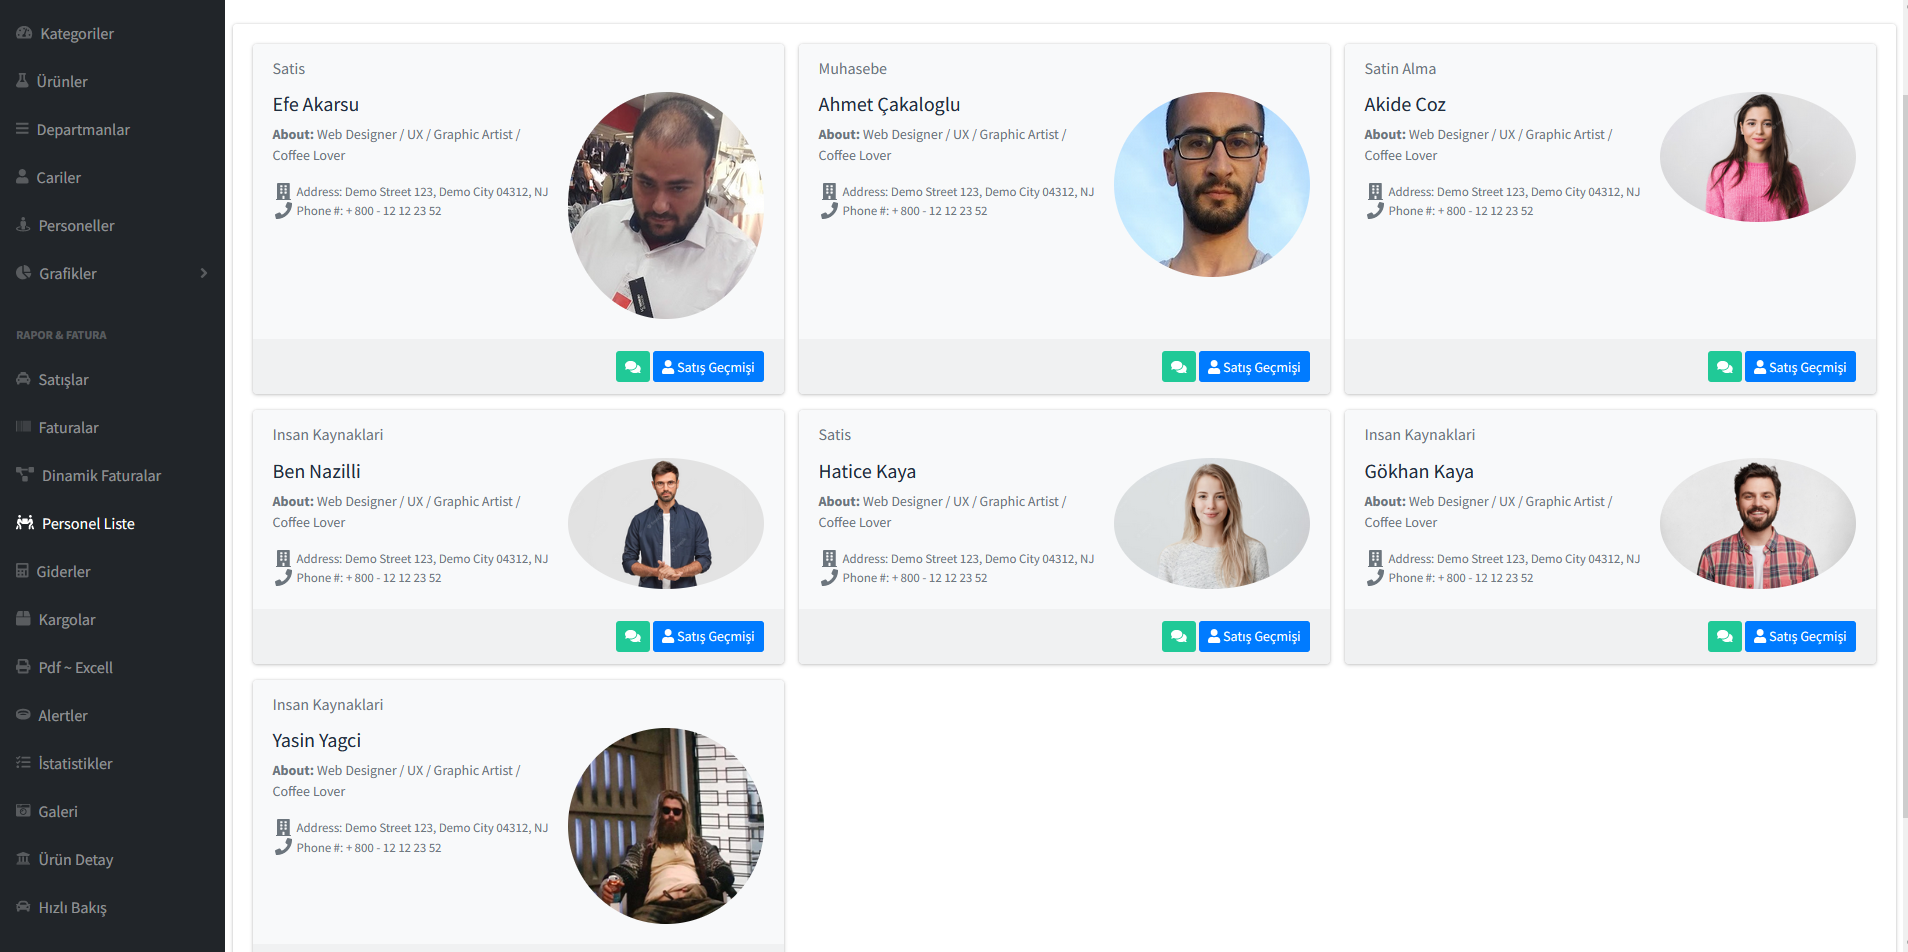 Kategoriler
Ürünler
Departmanlar
Cariler
Personeller
Grafikler
RAPOR & FATURA
Satışlar
Faturalar
Dinamik Faturalar
Personel Liste
Giderler
Kargolar
Pdf ~ Excell
Alertler
İstatistikler
Galeri
Ürün Detay
Hızlı Bakış
Satis
Efe Akarsu
About: Web Designer / UX / Graphic Artist /
Coffee Lover
Address: Demo Street 123, Demo City 04312, NJ
Phone #: + 800 - 12 12 23 52
Satış Geçmişi
Muhasebe
Ahmet Çakaloglu
About: Web Designer / UX / Graphic Artist /
Coffee Lover
Address: Demo Street 123, Demo City 04312, NJ
Phone #: + 800 - 12 12 23 52
Satış Geçmişi
Satin Alma
Akide Coz
About: Web Designer / UX / Graphic Artist /
Coffee Lover
Address: Demo Street 123, Demo City 04312, NJ
Phone #: + 800 - 12 12 23 52
Satış Geçmişi
Insan Kaynaklari
Ben Nazilli
About: Web Designer / UX / Graphic Artist /
Coffee Lover
Address: Demo Street 123, Demo City 04312, NJ
Phone #: + 800 - 12 12 23 52
Satış Geçmişi
Satis
Hatice Kaya
About: Web Designer / UX / Graphic Artist /
Coffee Lover
Address: Demo Street 123, Demo City 04312, NJ
Phone #: + 800 - 12 12 23 52
Satış Geçmişi
Insan Kaynaklari
Gökhan Kaya
About: Web Designer / UX / Graphic Artist /
Coffee Lover
Address: Demo Street 123, Demo City 04312, NJ
Phone #: + 800 - 12 12 23 52
Satış Geçmişi
Insan Kaynaklari
Yasin Yagci
About: Web Designer / UX / Graphic Artist /
Coffee Lover
Address: Demo Street 123, Demo City 04312, NJ
Phone #: + 800 - 12 12 23 52